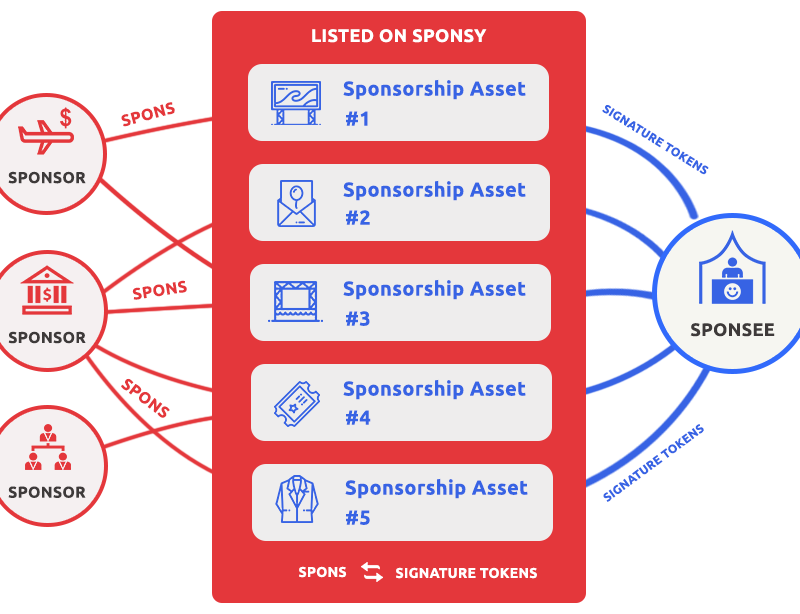 LISTED ON SPONSY
$
SPONSOR
SPONS
Sponsorship Asset
#1
SIGNATURE TOKENS
Sponsorship Asset
#2
$
SPONSOR
SPONS
Sponsorship Asset
#3
SPONSEE
SPONS
Sponsorship Asset
#4
SPONSOR
Sponsorship Asset
#5
SIGNATURE TOKENS
SPONS
SIGNATURE TOKENS